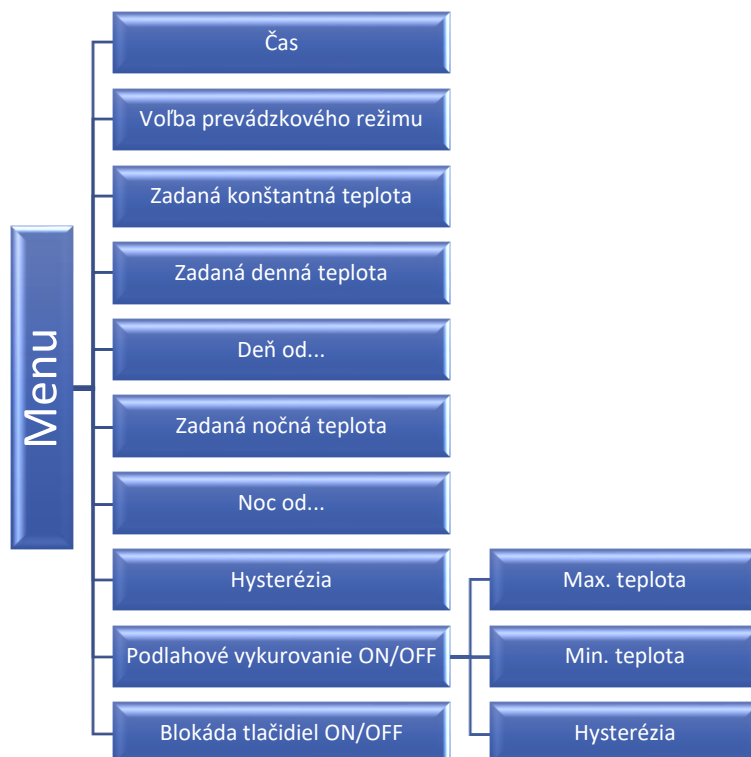 Menu
Čas
Voľba prevádzkového režimu
Zadaná konštantná teplota
Zadaná denná teplota
Deň od...
Zadaná nočná teplota
Noc od...
Hysterézia
Podlahové vykurovanie ON/OFF
Max. teplota
Min. teplota
Hysterézia
Blokáda tlačidiel ON/OFF